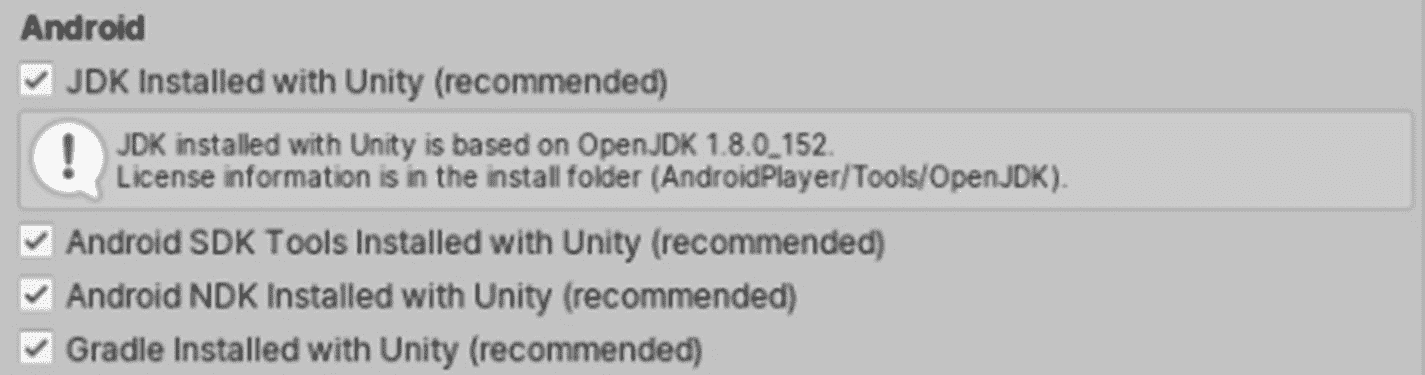 Android
JDK Installed with Unity (recommended)
JDK installed with Unity is based on OpenJDK 1.8.0_152.
License information is in the install folder (AndroidPlayer/Tools/OpenJDK).
Android SDK Tools Installed with Unity (recommended)
Android NDK Installed with Unity (recommended)
Gradle Installed with Unity (recommended)